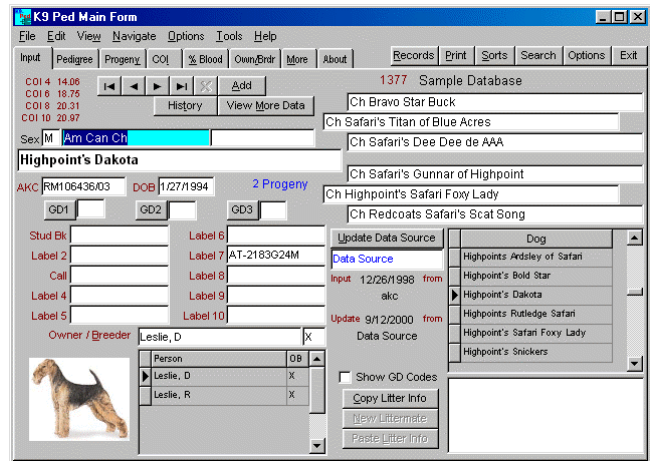 K9 Ped Main Form
File Edit View Navigate Options Tools Help
Input Pedigree Progeny COI % Blood Own/Brdr More About Records Print Sorts Search Options Exit
COI 4 14.06
COI 6 18.75
COI 8 20.31
COI 10 20.97
Add
History View More Data
1377 Sample Database
Ch Bravo Star Buck
Ch Safari's Titan of Blue Acres
Ch Safari's Dee Dee de AAA
Sex M Am Can Ch
Highpoint's Dakota
Ch Safari's Gunnar of Highpoint
Ch Highpoint's Safari Foxy Lady
Ch Redcoats Safari's Scat Song
AKC RM106436/03 DOB 1/27/1994 2 Progeny
GD1 GD2 GD3
Stud Bk Label 6
Label 2 Label 7 AT-2183G24M
Call Label 8
Label 4 Label 9
Label 5 Label 10
Owner / Breeder Leslie, D X
Person OB
Leslie, D X
Leslie, R X
Update Data Source
Data Source
Input 12/26/1998 from
akc
Update 9/12/2000 from
Data Source
Show GD Codes
Copy Litter Info
New Littermate
Paste Litter Info
Dog
Highpoints Ardsley of Safari
Highpoint's Bold Star
Highpoint's Dakota
Highpoints Rutledge Safari
Highpoint's Safari Foxy Lady
Highpoint's Snickers